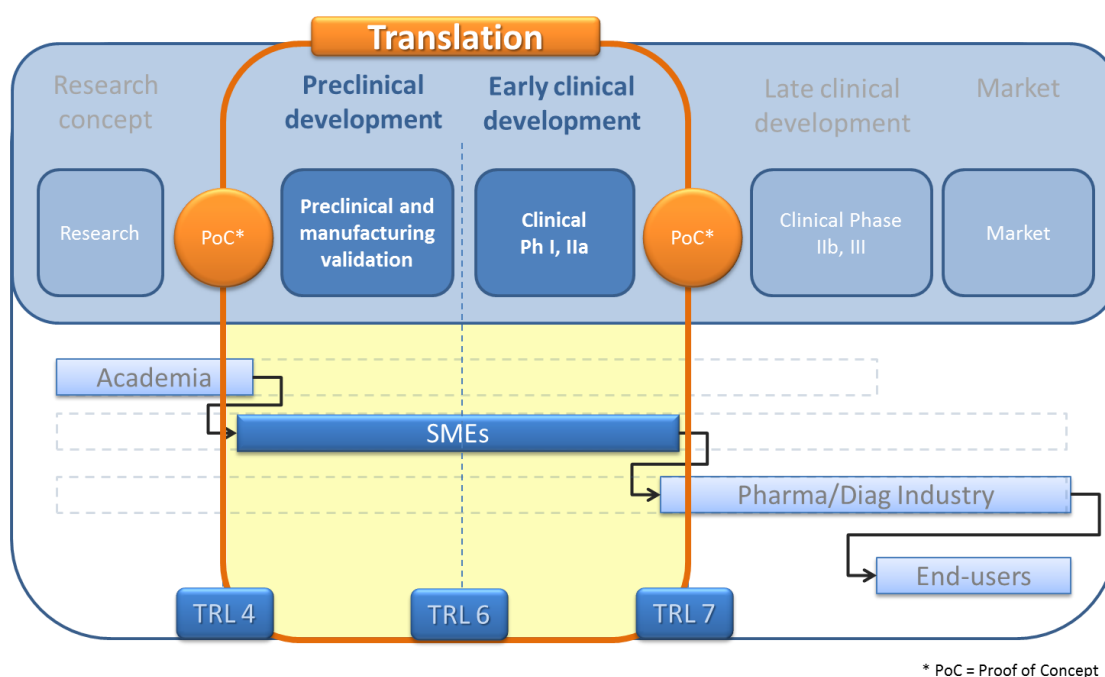 Translation
Research
concept
Preclinical
development
Early clinical
development
Late clinical
development
Market
Research
PoC*
Preclinical and
manufacturing
validation
Clinical
Ph I, IIa
PoC*
Clinical Phase
IIb, III
Market
Academia
SMEs
Pharma/Diag Industry
End-users
TRL 4
TRL 6
TRL 7
* PoC = Proof of Concept